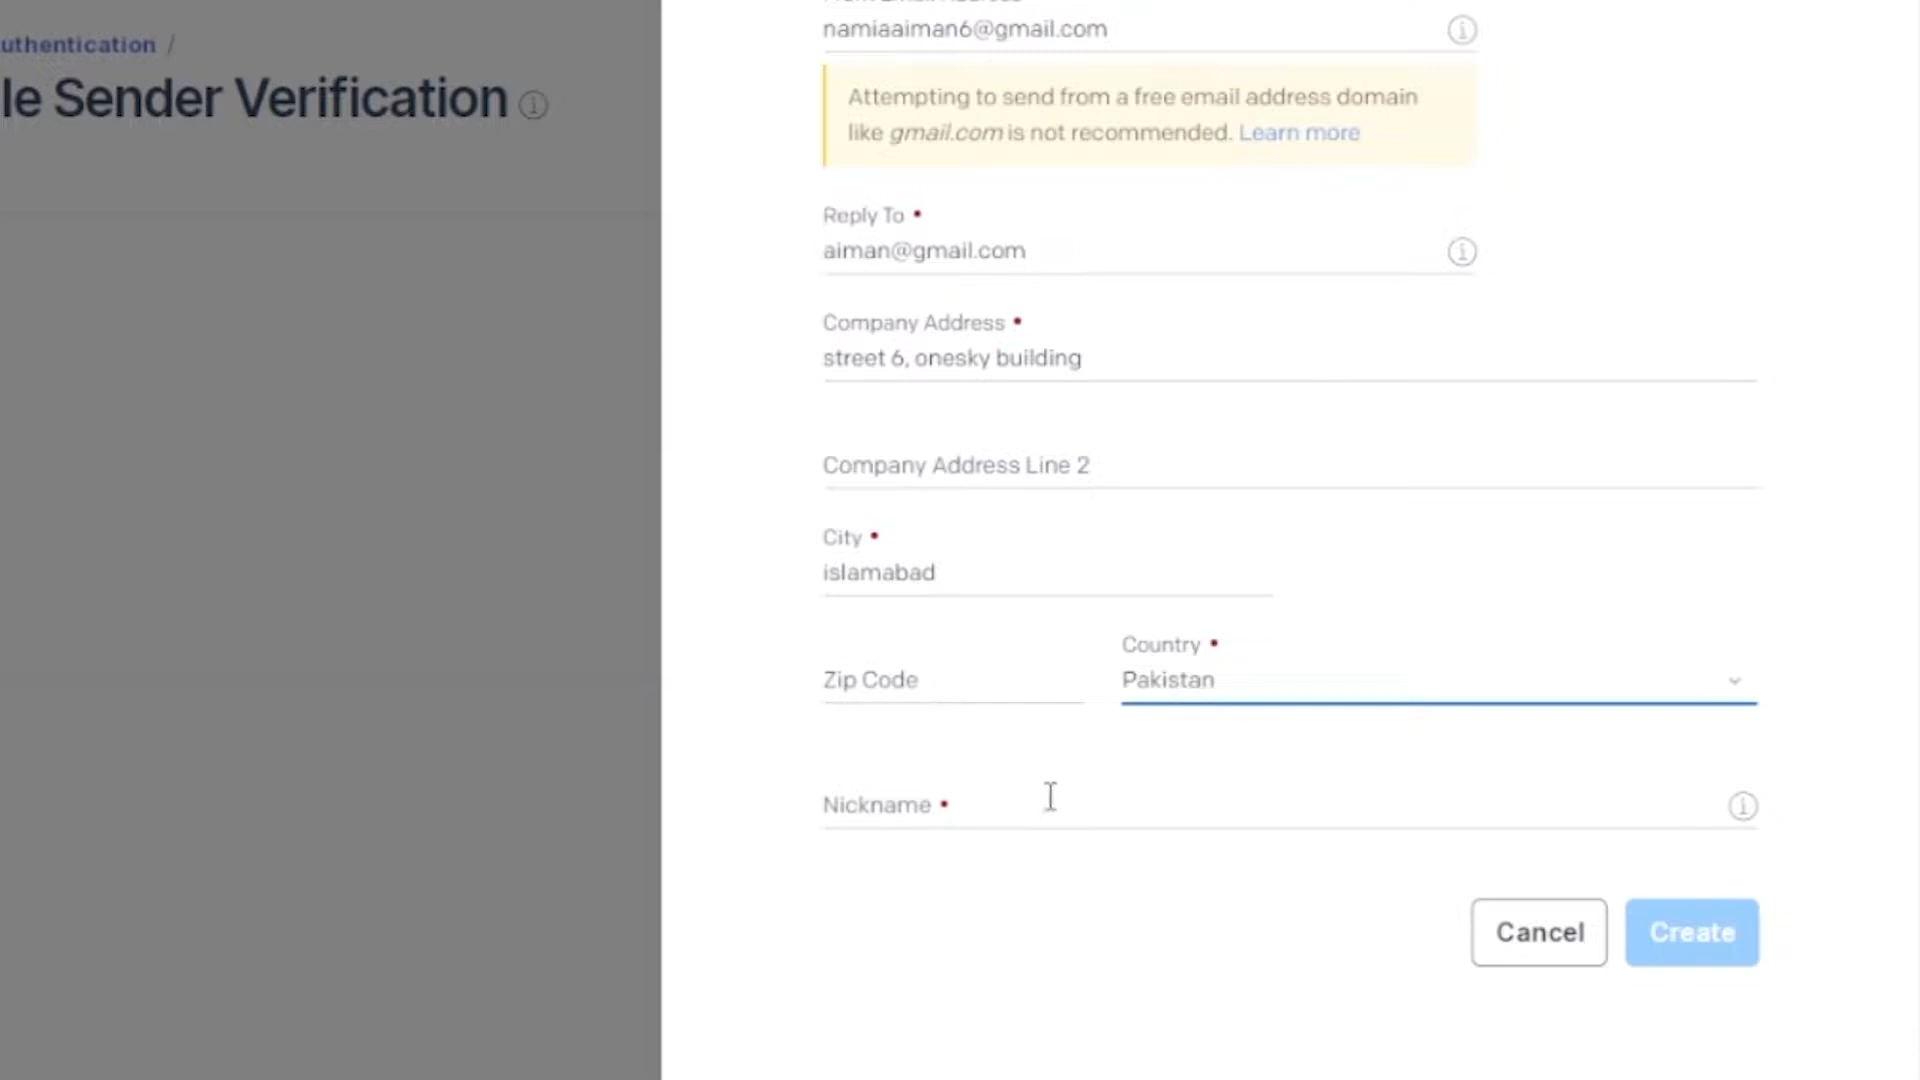 uthentication /
le Sender Verification
namiaaiman6@gmail.com
Attempting to send from a free email address domain
like gmail.com is not recommended. Learn more
Reply To
aiman@gmail.com
Company Address
street 6, onesky building
Company Address Line 2
City
islamabad
Country
Zip Code
Pakistan
Nickname
Cancel
Create